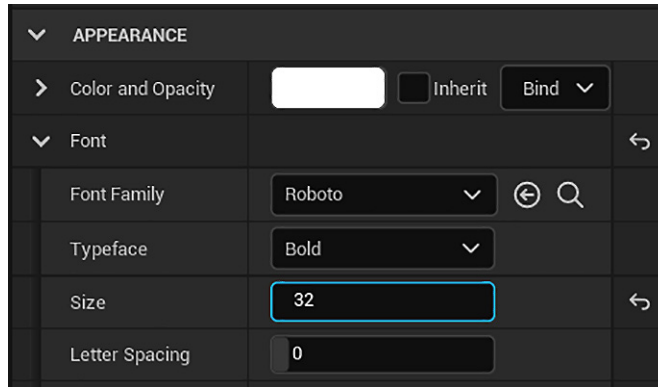 APPEARANCE
Color and Opacity Inherit Bind
Font
Font Family Roboto
Typeface Bold
Size 32
Letter Spacing 0